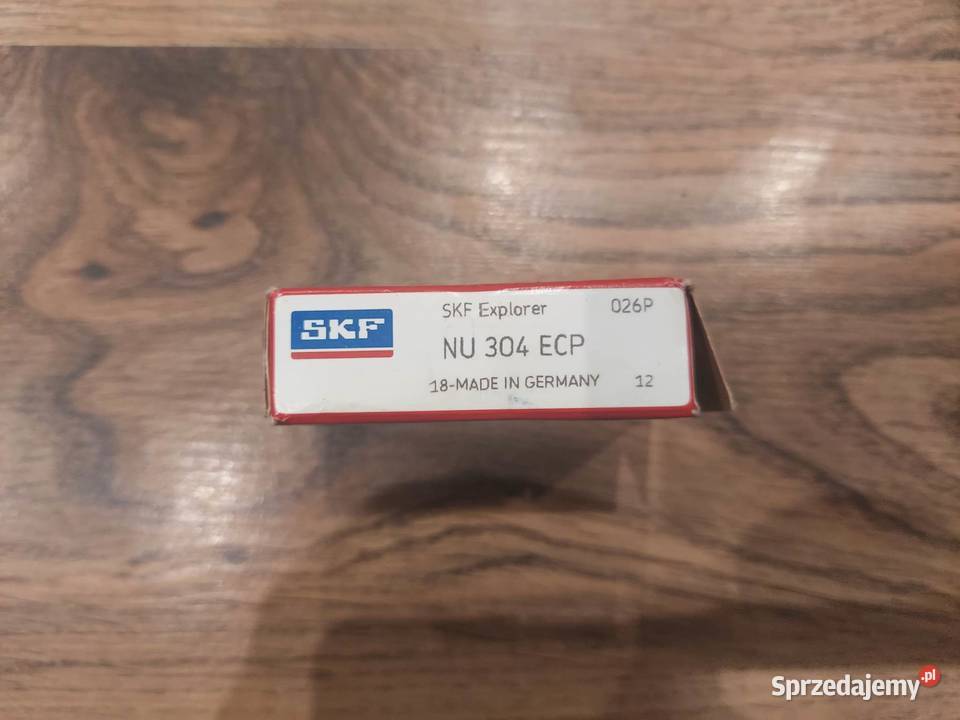 SKF
SKF Explorer 026P
NU 304 ECP
18-MADE IN GERMANY 12
Sprzedajemy.pl